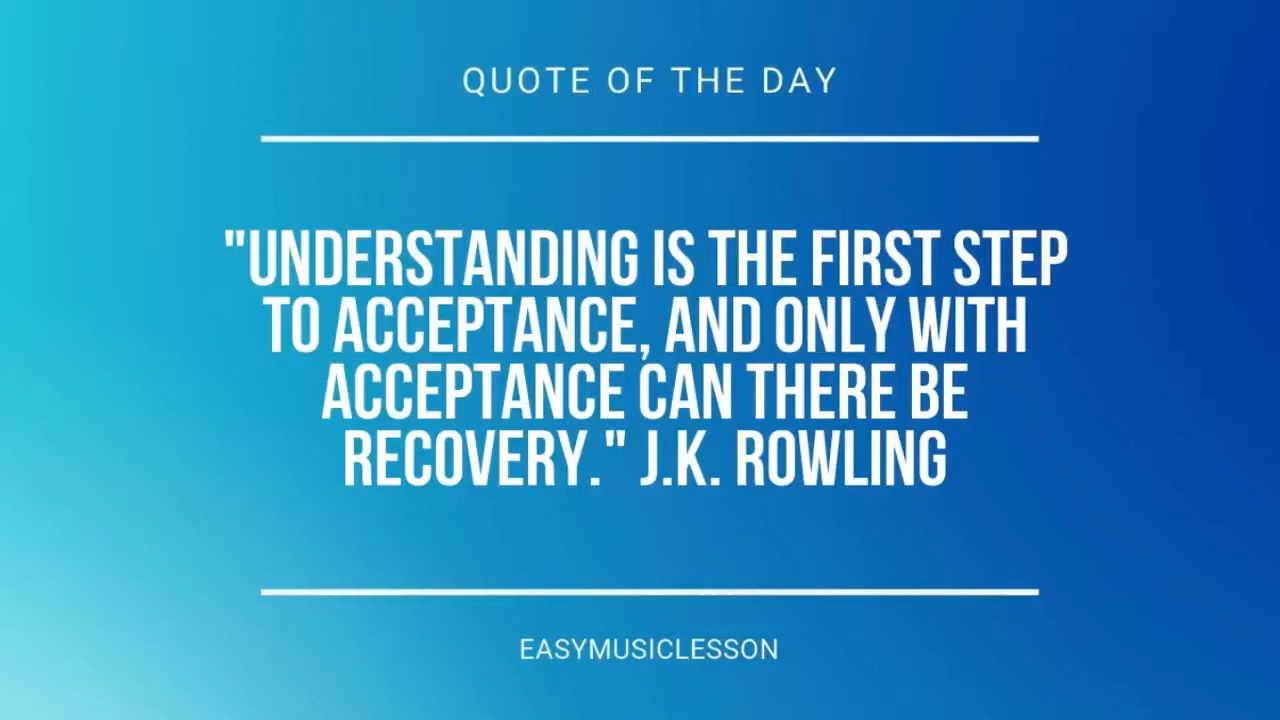 QUOTE OF THE DAY
"UNDERSTANDING IS THE FIRST STEP
TO ACCEPTANCE, AND ONLY WITH
ACCEPTANCE CAN THERE BE
RECOVERY." J.K. ROWLING
EASYMUSICLESSON